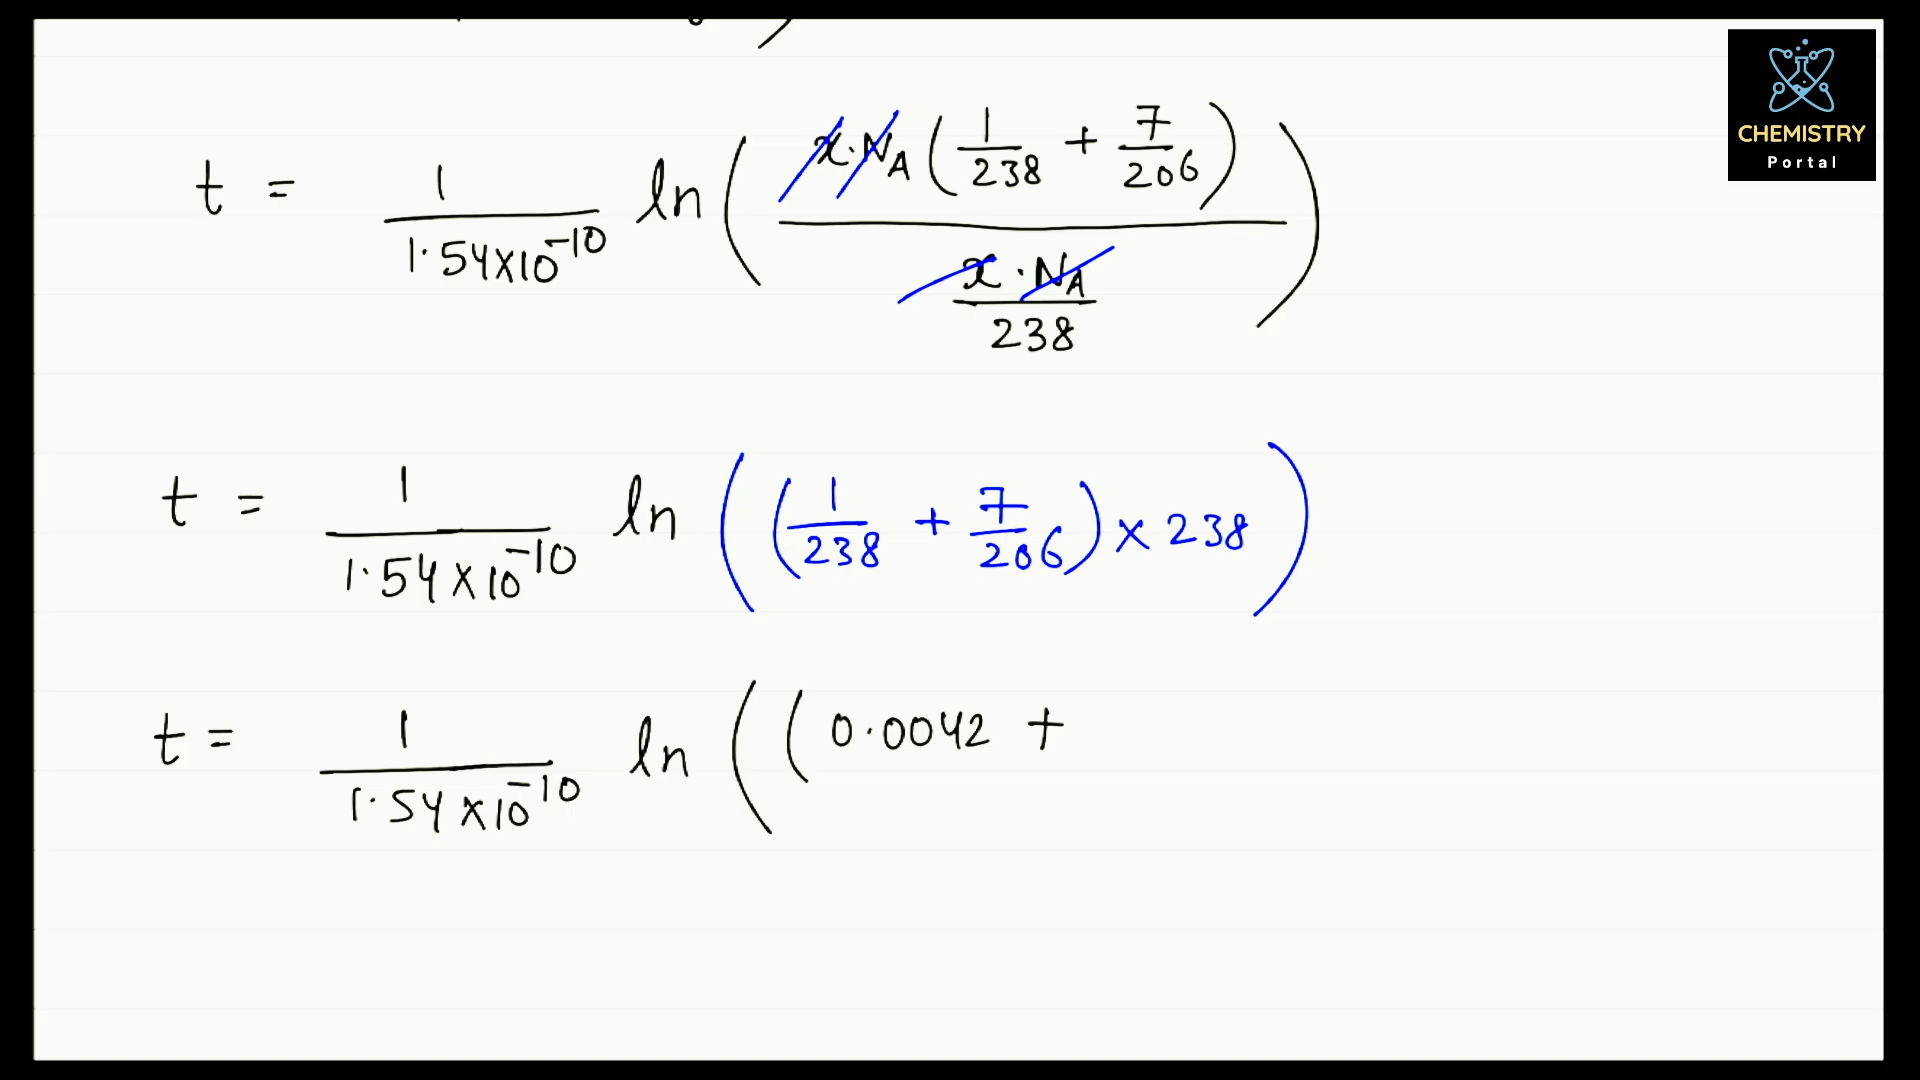 CHEMISTRY
Portal
t = 1/1.54×10⁻¹⁰ ln( x·N_A (1/238 + 7/206) / (x·N_A/238) )
t = 1/1.54×10⁻¹⁰ ln( (1/238 + 7/206) × 238 )
t = 1/1.54×10⁻¹⁰ ln( ( 0.0042 +